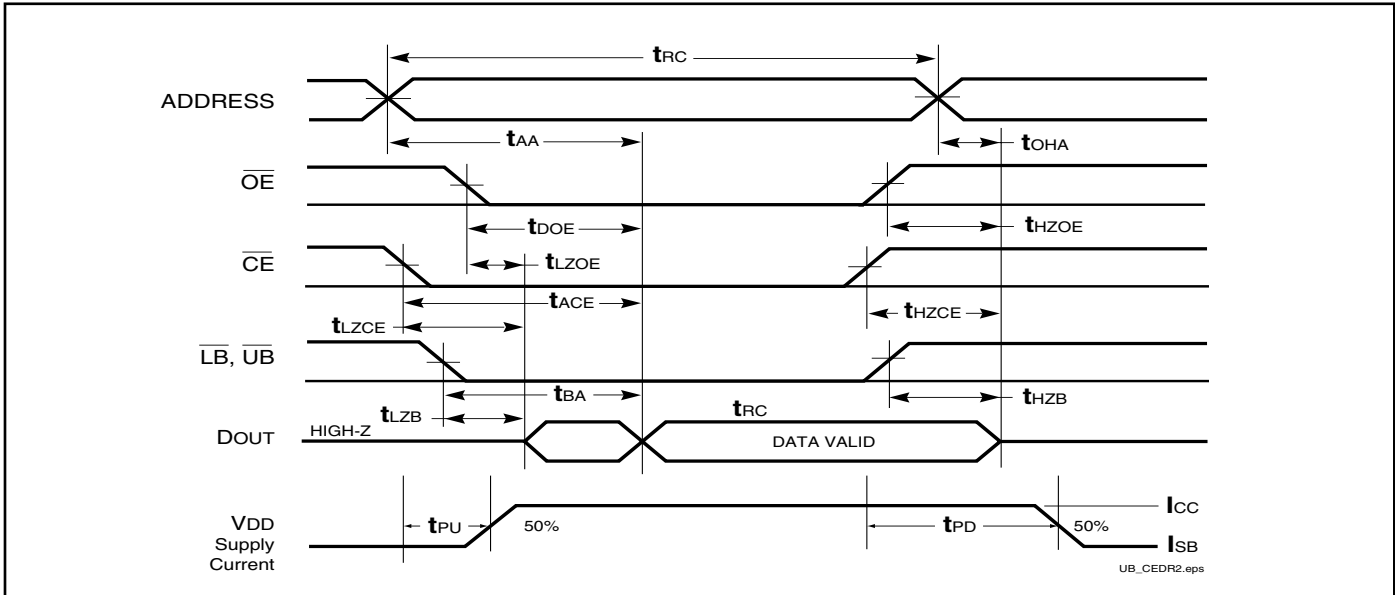 tRC
ADDRESS
tAA
tOHA
OE
tDOE
tHZOE
CE
tLZOE
tACE
tHZCE
tLZCE
LB, UB
tBA
tHZB
tLZB
tRC
DOUT
HIGH-Z
DATA VALID
ICC
VDD
Supply
Current
tPU
50%
tPD
50%
ISB
UB_CEDR2.eps